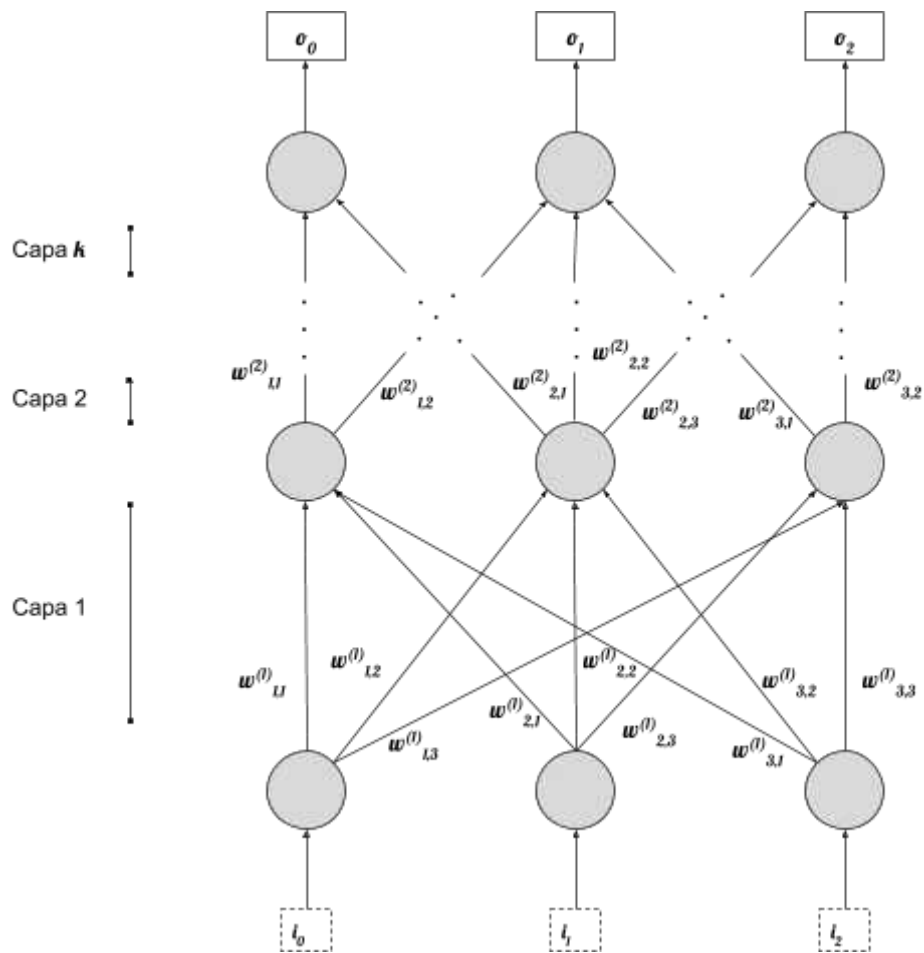 o₀ o₁ o₂
Capa k
w⁽²⁾₁,₁ w⁽²⁾₁,₂ w⁽²⁾₂,₁ w⁽²⁾₂,₂ w⁽²⁾₂,₃ w⁽²⁾₃,₁ w⁽²⁾₃,₂
Capa 2
Capa 1
w⁽¹⁾₁,₁ w⁽¹⁾₁,₂ w⁽¹⁾₂,₂ w⁽¹⁾₃,₂ w⁽¹⁾₃,₃
w⁽¹⁾₁,₃ w⁽¹⁾₂,₁ w⁽¹⁾₂,₃ w⁽¹⁾₃,₁
i₀ i₁ i₂